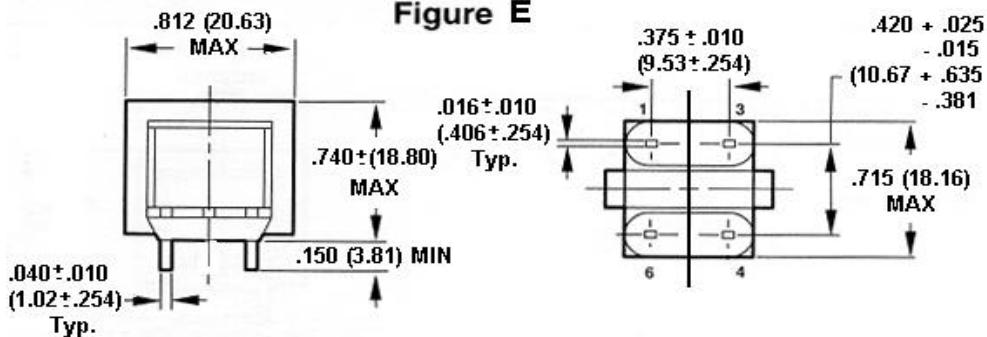 Figure E
.812 (20.63)
MAX
.740±(18.80)
MAX
.150 (3.81) MIN
.040±.010
(1.02±.254)
Typ.
.375±.010
(9.53±.254)
.420 + .025
- .015
(10.67 + .635
- .381
.016±.010
(.406±.254)
Typ.
1
3
.715 (18.16)
MAX
6
4